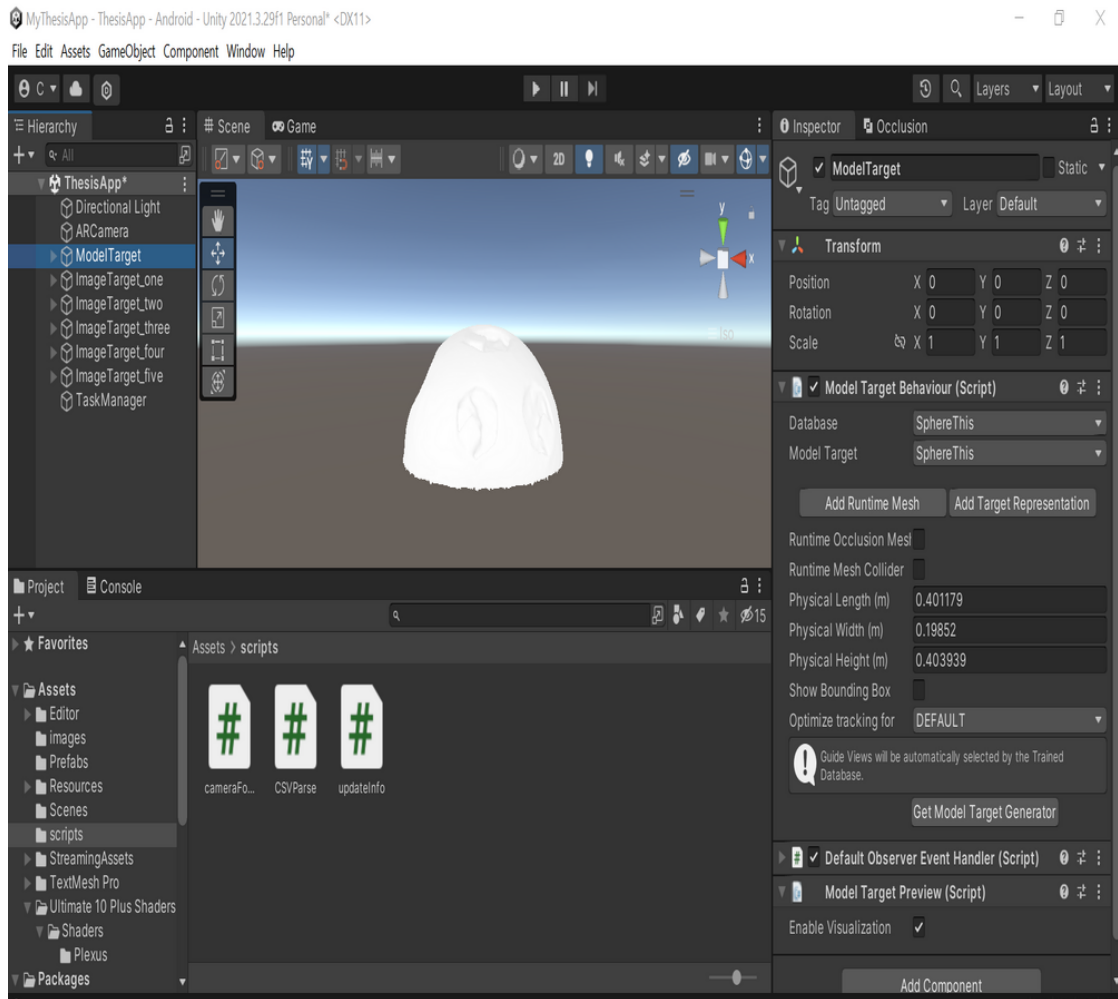 MyThesisApp - ThesisApp - Android - Unity 2021.3.29f1 Personal* <DX11>
File Edit Assets GameObject Component Window Help
C
Layers Layout
Hierarchy
All
ThesisApp*
Directional Light
ARCamera
ModelTarget
ImageTarget_one
ImageTarget_two
ImageTarget_three
ImageTarget_four
ImageTarget_five
TaskManager
Scene Game
2D
y
x
Iso
Inspector Occlusion
ModelTarget Static
Tag Untagged Layer Default
Transform
Position X 0 Y 0 Z 0
Rotation X 0 Y 0 Z 0
Scale X 1 Y 1 Z 1
Model Target Behaviour (Script)
Database SphereThis
Model Target SphereThis
Add Runtime Mesh Add Target Representation
Runtime Occlusion Mesh
Runtime Mesh Collider
Physical Length (m) 0.401179
Physical Width (m) 0.19852
Physical Height (m) 0.403939
Show Bounding Box
Optimize tracking for DEFAULT
Guide Views will be automatically selected by the Trained
Database.
Get Model Target Generator
Default Observer Event Handler (Script)
Model Target Preview (Script)
Enable Visualization
Add Component
Project Console
15
Favorites
Assets
Editor
images
Prefabs
Resources
Scenes
scripts
StreamingAssets
TextMesh Pro
Ultimate 10 Plus Shaders
Shaders
Plexus
Packages
Assets > scripts
# # #
cameraFo... CSVParse updateInfo